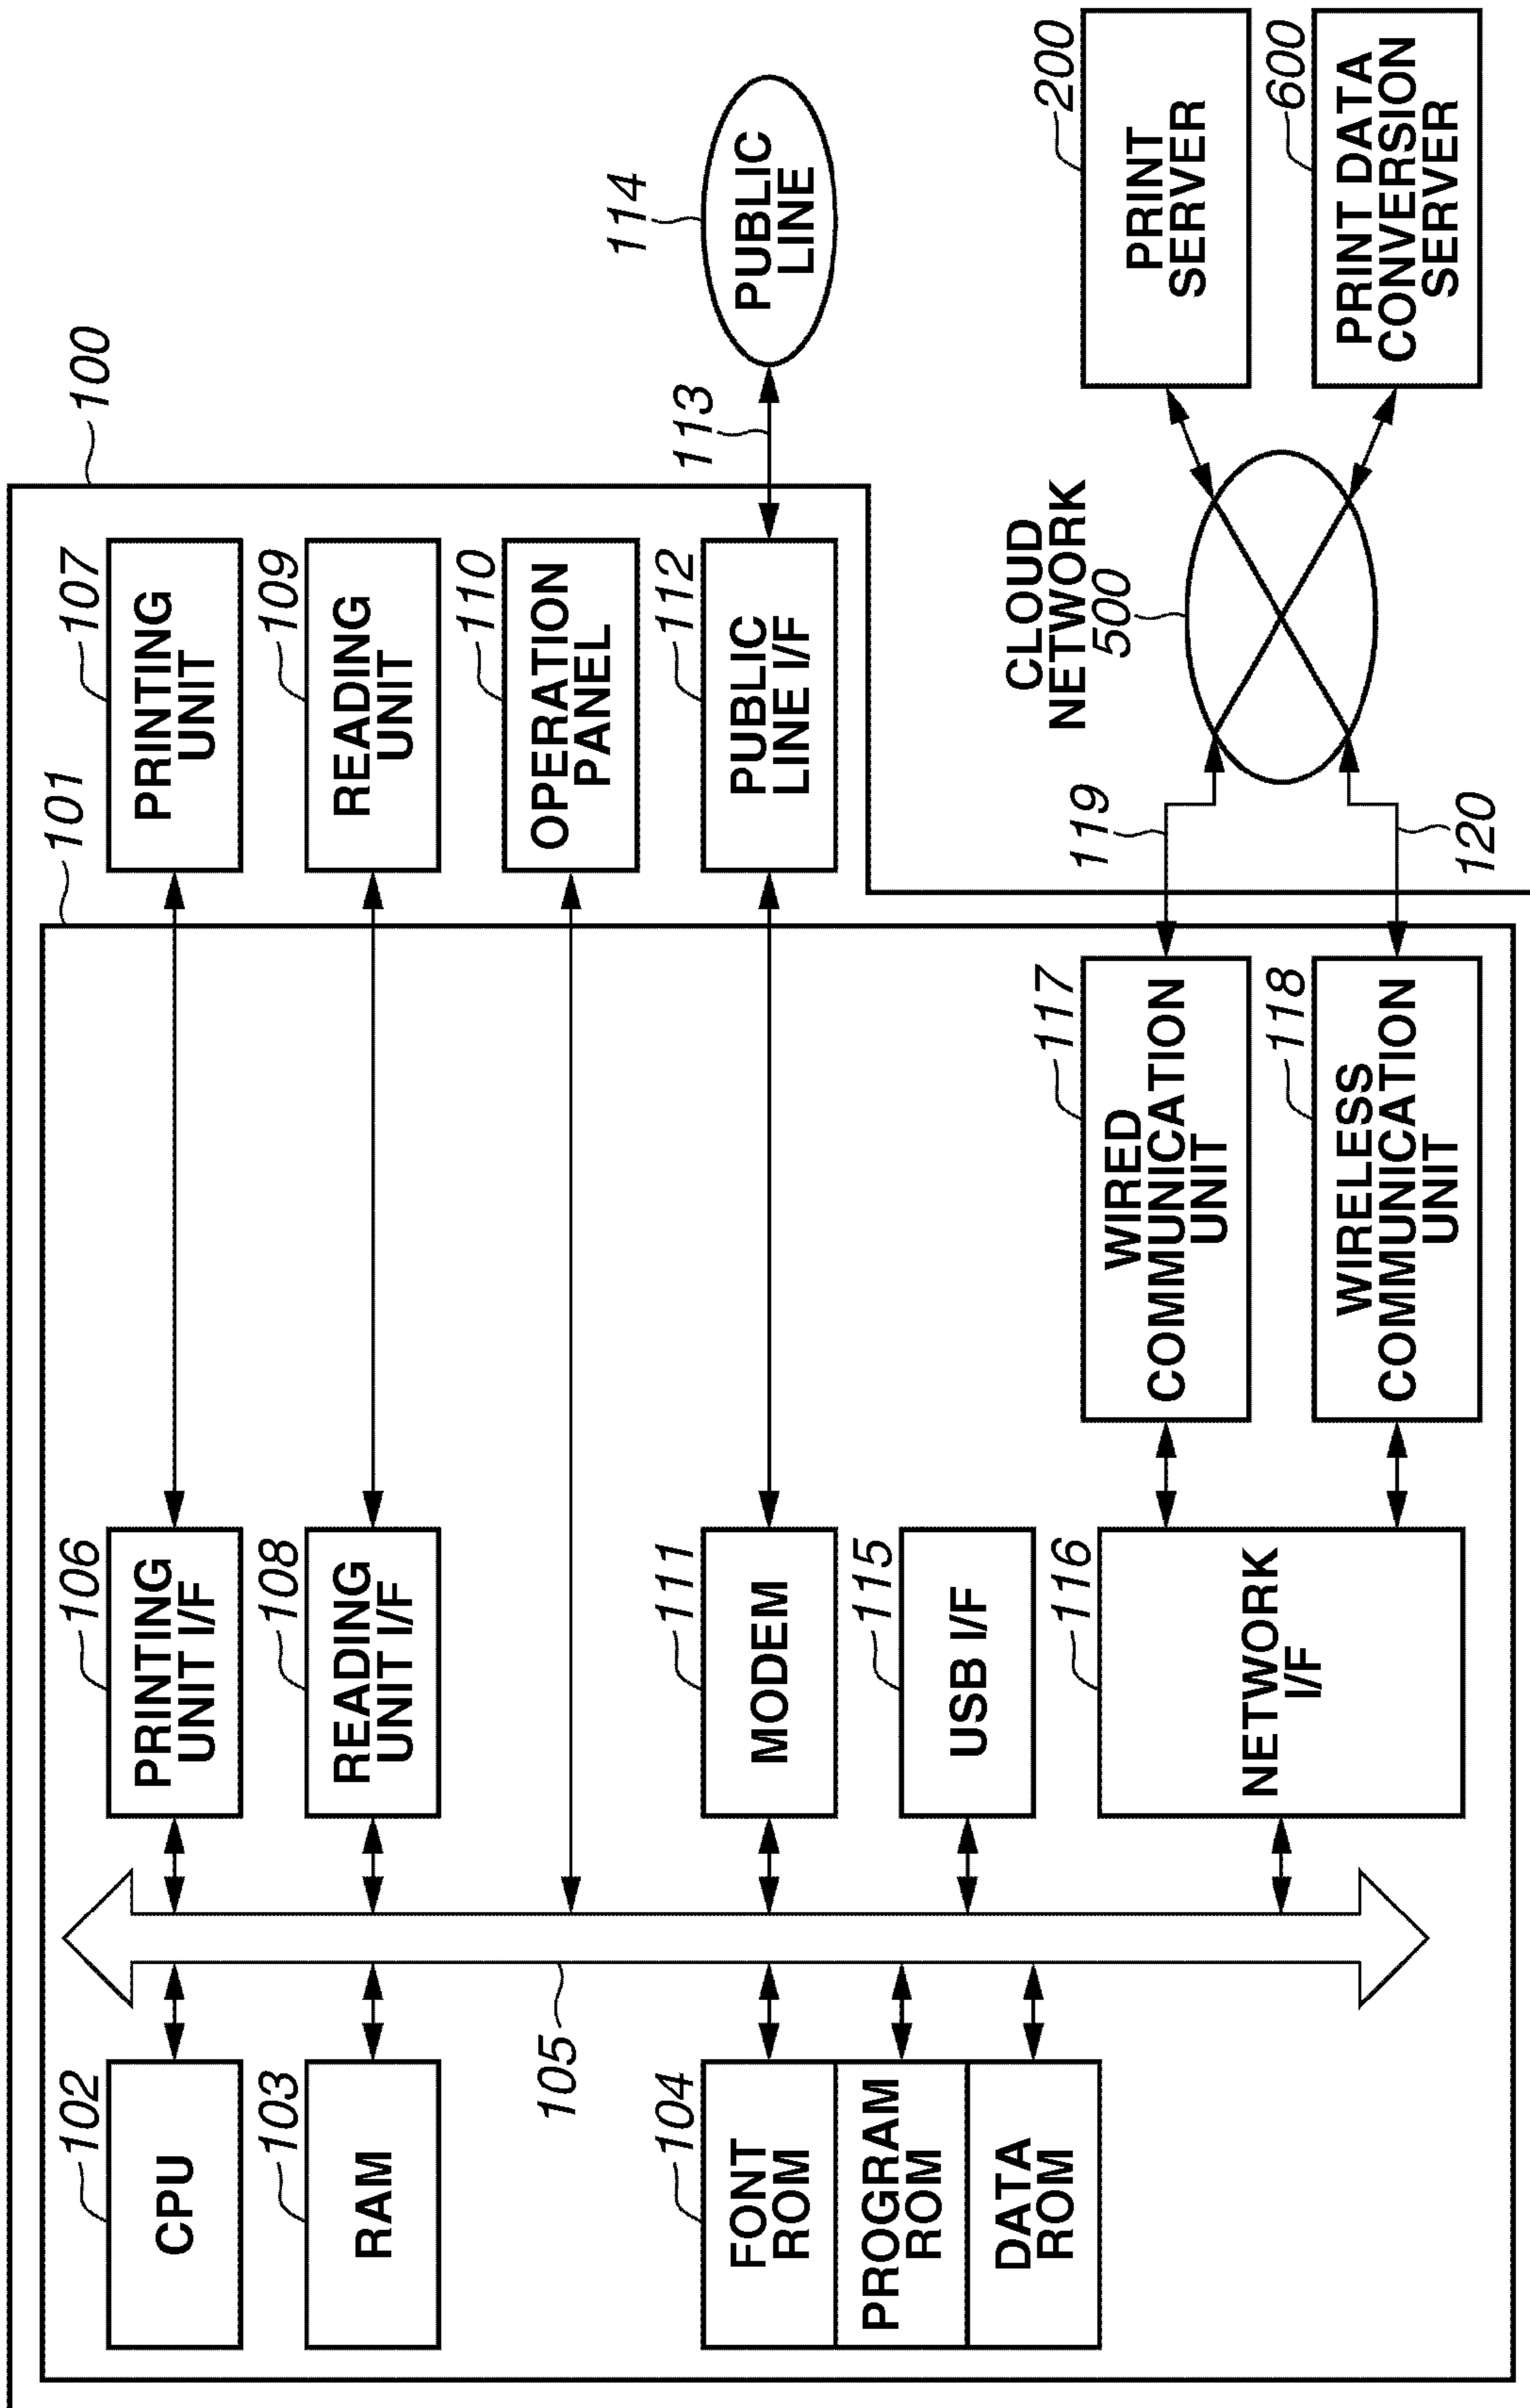 100
101
102
CPU
103
RAM
104
FONT
ROM
PROGRAM
ROM
DATA
ROM
105
106
PRINTING
UNIT I/F
108
READING
UNIT I/F
111
MODEM
115
USB I/F
116
NETWORK
I/F
107
PRINTING
UNIT
109
READING
UNIT
110
OPERATION
PANEL
112
PUBLIC
LINE I/F
113
114
PUBLIC
LINE
117
WIRED
COMMUNICATION
UNIT
118
WIRELESS
COMMUNICATION
UNIT
119
120
CLOUD
NETWORK
500
200
PRINT
SERVER
600
PRINT DATA
CONVERSION
SERVER